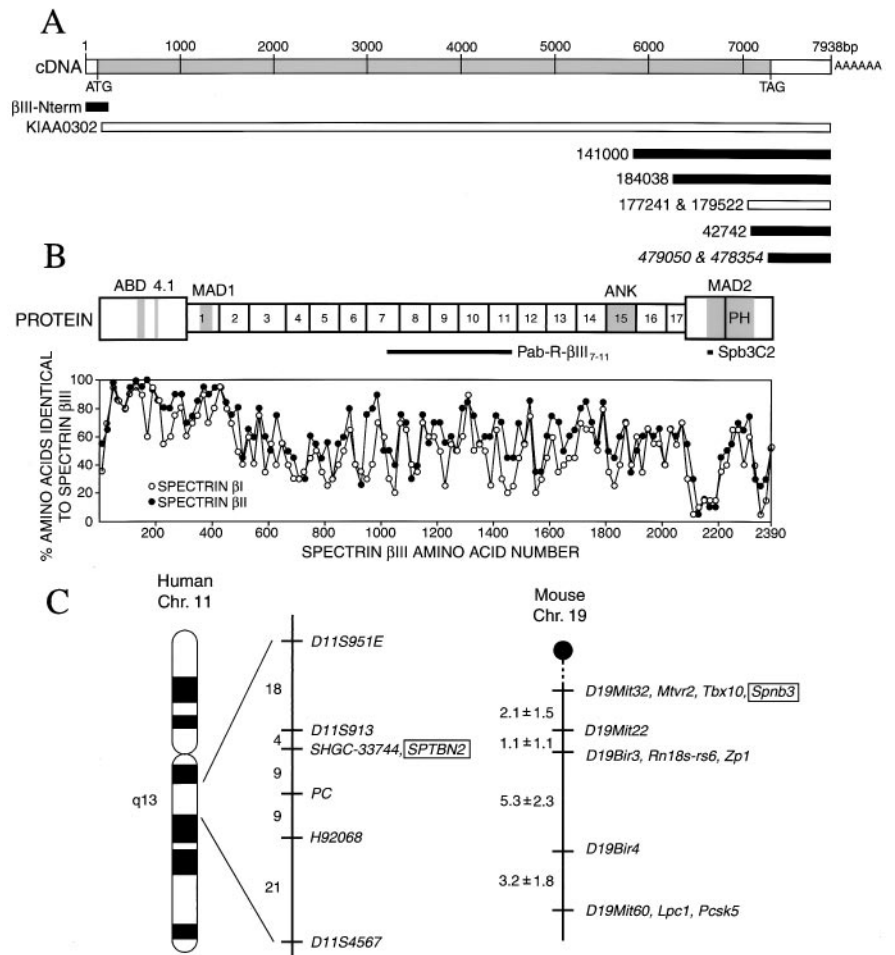 A
1 1000 2000 3000 4000 5000 6000 7000 7938bp
cDNA AAAAAA
ATG TAG
βIII-Nterm
KIAA0302
141000
184038
177241 & 179522
42742
479050 & 478354
B
ABD 4.1 MAD1 ANK MAD2
PROTEIN 1 2 3 4 5 6 7 8 9 10 11 12 13 14 15 16 17 PH
Pab-R-βIII7-11 Spb3C2
% AMINO ACIDS IDENTICAL
TO SPECTRIN βIII
100
80
60
40
20
0
SPECTRIN βI
SPECTRIN βII
200 400 600 800 1000 1200 1400 1600 1800 2000 2200 2390
SPECTRIN βIII AMINO ACID NUMBER
C
Human
Chr. 11
q13
D11S951E
18
D11S913
4
SHGC-33744, SPTBN2
9
PC
9
H92068
21
D11S4567
Mouse
Chr. 19
D19Mit32, Mtvr2, Tbx10, Spnb3
2.1 ± 1.5
D19Mit22
1.1 ± 1.1
D19Bir3, Rn18s-rs6, Zp1
5.3 ± 2.3
D19Bir4
3.2 ± 1.8
D19Mit60, Lpc1, Pcsk5